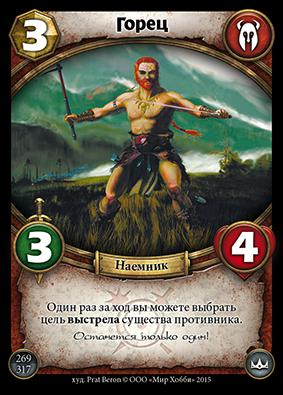 3
Горец
3
Наемник
4
Один раз за ход вы можете выбрать
цель выстрела существа противника.
Останется только один!
269
317
худ. Prat Beron © ООО «Мир Хобби» 2015